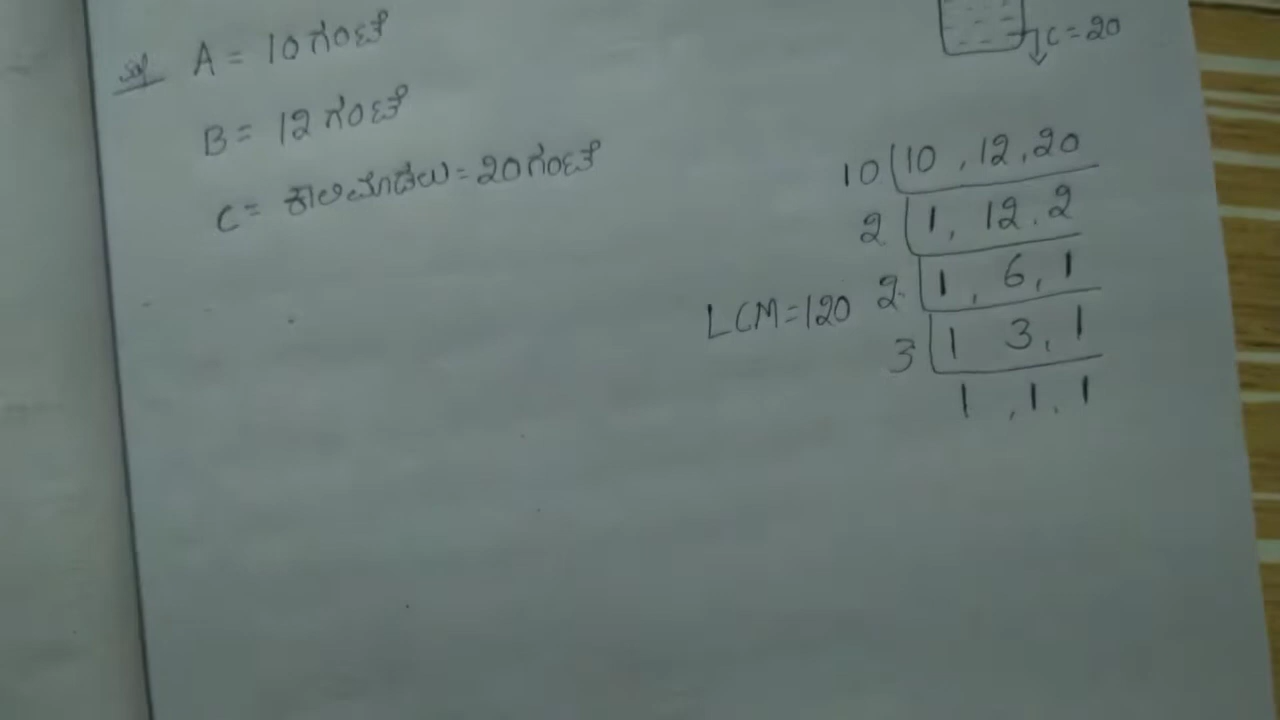 Sol A = 10 ಗಂಟೆ
B = 12 ಗಂಟೆ
C = ಖಾಲಿಮಾಡಲು = 20 ಗಂಟೆ
C = 20
10 | 10 , 12 , 20
2 | 1 , 12 . 2
2 | 1 , 6 , 1
LCM = 120
3 | 1 3 , 1
1 , 1 . 1